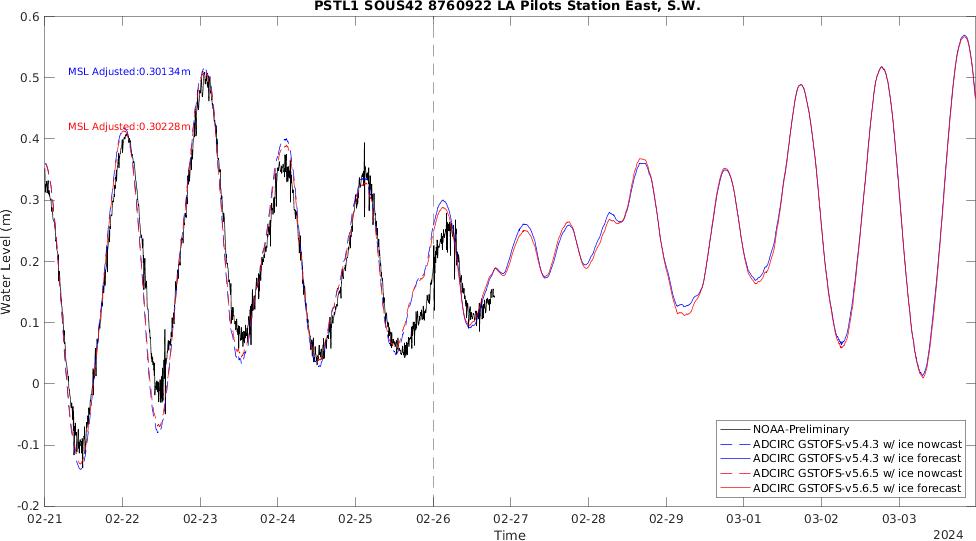 PSTL1 SOUS42 8760922 LA Pilots Station East, S.W.
0.6
0.5
0.4
0.3
0.2
0.1
0
-0.1
-0.2
Water Level (m)
MSL Adjusted:0.30134m
MSL Adjusted:0.30228m
NOAA-Preliminary
ADCIRC GSTOFS-v5.4.3 w/ ice nowcast
ADCIRC GSTOFS-v5.4.3 w/ ice forecast
ADCIRC GSTOFS-v5.6.5 w/ ice nowcast
ADCIRC GSTOFS-v5.6.5 w/ ice forecast
02-21 02-22 02-23 02-24 02-25 02-26 02-27 02-28 02-29 03-01 03-02 03-03
Time
2024